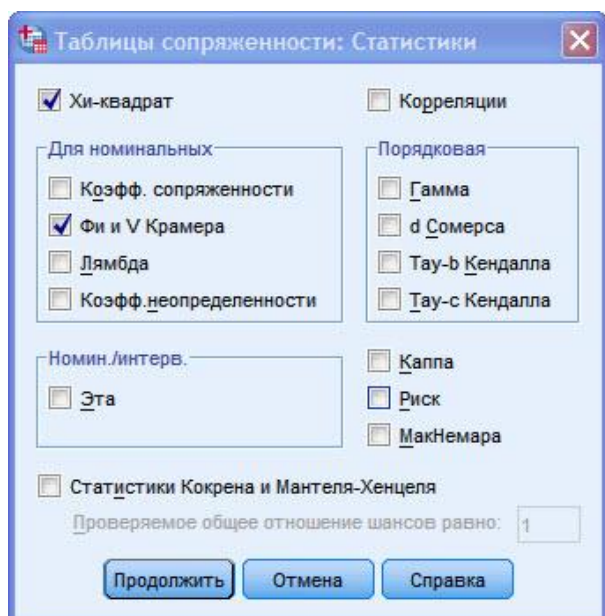 Таблицы сопряженности: Статистики
Хи-квадрат
Корреляции
Для номинальных
Коэфф. сопряженности
Фи и V Крамера
Лямбда
Коэфф.неопределенности
Порядковая
Гамма
d Сомерса
Тау-b Кендалла
Тау-c Кендалла
Номин./интерв.
Эта
Каппа
Риск
МакНемара
Статистики Кокрена и Мантеля-Хенцеля
Проверяемое общее отношение шансов равно: 1
Продолжить Отмена Справка